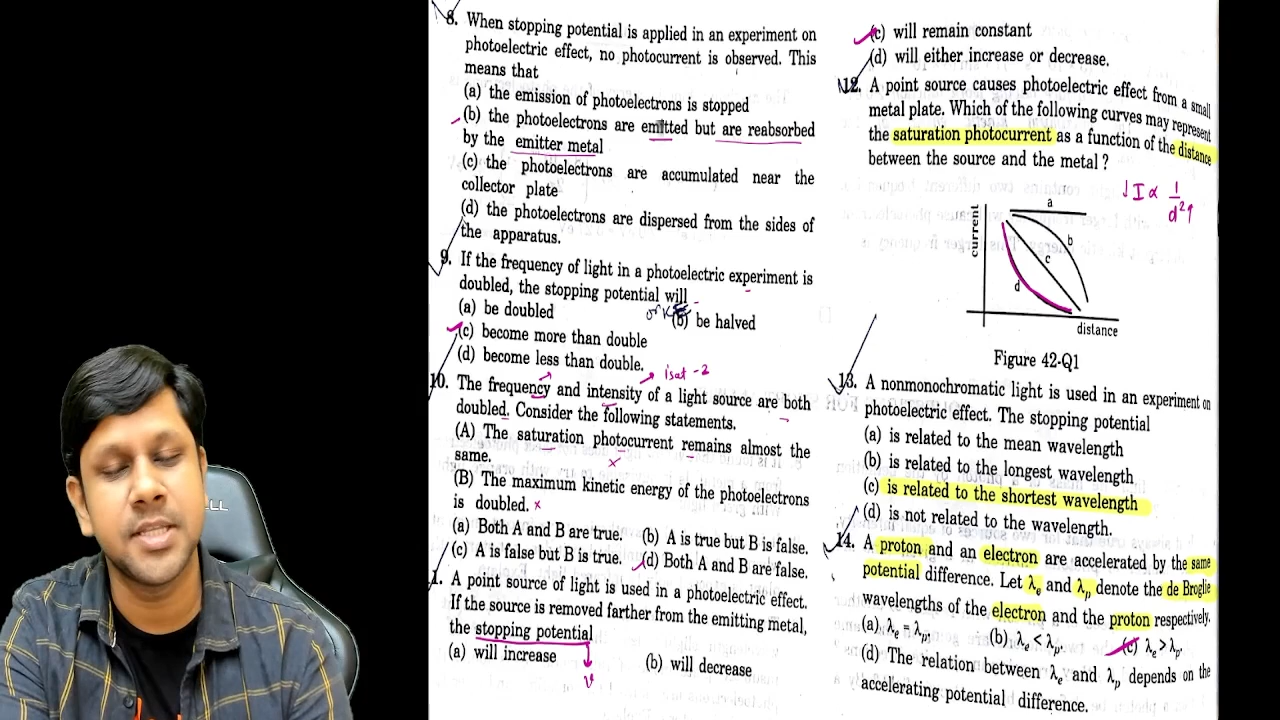 8. When stopping potential is applied in an experiment on
photoelectric effect, no photocurrent is observed. This
means that
(a) the emission of photoelectrons is stopped
(b) the photoelectrons are emitted but are reabsorbed
by the emitter metal
(c) the photoelectrons are accumulated near the
collector plate
(d) the photoelectrons are dispersed from the sides of
the apparatus.
9. If the frequency of light in a photoelectric experiment is
doubled, the stopping potential will
(a) be doubled (b) be halved
(c) become more than double
(d) become less than double.
isat -2
10. The frequency and intensity of a light source are both
doubled. Consider the following statements.
(A) The saturation photocurrent remains almost the
same.
(B) The maximum kinetic energy of the photoelectrons
is doubled. x
(a) Both A and B are true. (b) A is true but B is false.
(c) A is false but B is true. (d) Both A and B are false.
1. A point source of light is used in a photoelectric effect.
If the source is removed farther from the emitting metal,
the stopping potential
(a) will increase (b) will decrease
ν
(c) will remain constant
(d) will either increase or decrease.
12. A point source causes photoelectric effect from a small
metal plate. Which of the following curves may represent
the saturation photocurrent as a function of the distance
between the source and the metal ?
↓I ∝ 1/d²↑
current
a
b
c
d
distance
Figure 42-Q1
13. A nonmonochromatic light is used in an experiment on
photoelectric effect. The stopping potential
(a) is related to the mean wavelength
(b) is related to the longest wavelength
(c) is related to the shortest wavelength
(d) is not related to the wavelength.
14. A proton and an electron are accelerated by the same
potential difference. Let λe and λp denote the de Broglie
wavelengths of the electron and the proton respectively.
(a) λe = λp. (b) λe < λp. (c) λe > λp.
(d) The relation between λe and λp depends on the
accelerating potential difference.